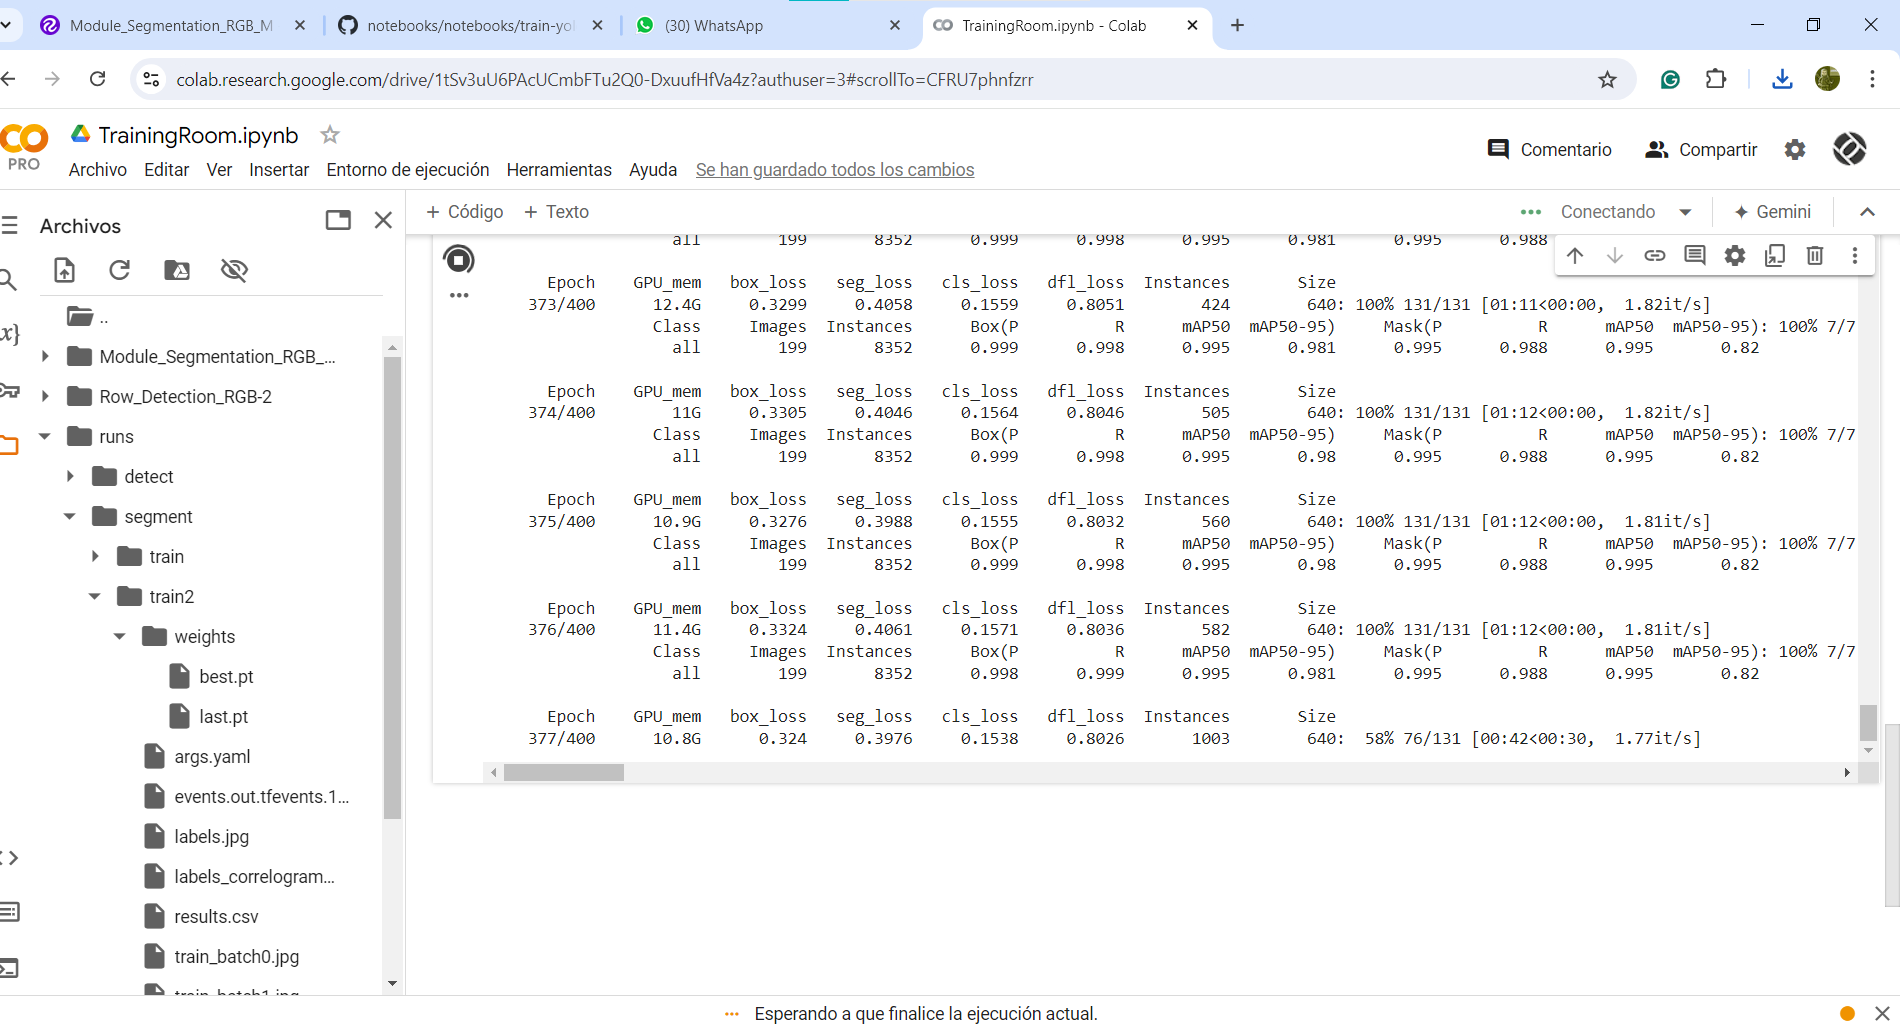 Module_Segmentation_RGB_M
notebooks/notebooks/train-yol
(30) WhatsApp
TrainingRoom.ipynb - Colab
colab.research.google.com/drive/1tSv3uU6PAcUCmbFTu2Q0-DxuufHfVa4z?authuser=3#scrollTo=CFRU7phnfzrr
PRO
TrainingRoom.ipynb
Archivo Editar Ver Insertar Entorno de ejecución Herramientas Ayuda Se han guardado todos los cambios
Comentario Compartir
Archivos
+ Código + Texto
Conectando Gemini
..
Module_Segmentation_RGB_...
Row_Detection_RGB-2
runs
detect
segment
train
train2
weights
best.pt
last.pt
args.yaml
events.out.tfevents.1...
labels.jpg
labels_correlogram...
results.csv
train_batch0.jpg
train_batch1.jpg
all 199 8352 0.999 0.998 0.995 0.981 0.995 0.988
Epoch GPU_mem box_loss seg_loss cls_loss dfl_loss Instances Size
373/400 12.4G 0.3299 0.4058 0.1559 0.8051 424 640: 100% 131/131 [01:11<00:00, 1.82it/s]
Class Images Instances Box(P R mAP50 mAP50-95) Mask(P R mAP50 mAP50-95): 100% 7/7
all 199 8352 0.999 0.998 0.995 0.981 0.995 0.988 0.995 0.82
Epoch GPU_mem box_loss seg_loss cls_loss dfl_loss Instances Size
374/400 11G 0.3305 0.4046 0.1564 0.8046 505 640: 100% 131/131 [01:12<00:00, 1.82it/s]
Class Images Instances Box(P R mAP50 mAP50-95) Mask(P R mAP50 mAP50-95): 100% 7/7
all 199 8352 0.999 0.998 0.995 0.98 0.995 0.988 0.995 0.82
Epoch GPU_mem box_loss seg_loss cls_loss dfl_loss Instances Size
375/400 10.9G 0.3276 0.3988 0.1555 0.8032 560 640: 100% 131/131 [01:12<00:00, 1.81it/s]
Class Images Instances Box(P R mAP50 mAP50-95) Mask(P R mAP50 mAP50-95): 100% 7/7
all 199 8352 0.999 0.998 0.995 0.98 0.995 0.988 0.995 0.82
Epoch GPU_mem box_loss seg_loss cls_loss dfl_loss Instances Size
376/400 11.4G 0.3324 0.4061 0.1571 0.8036 582 640: 100% 131/131 [01:12<00:00, 1.81it/s]
Class Images Instances Box(P R mAP50 mAP50-95) Mask(P R mAP50 mAP50-95): 100% 7/7
all 199 8352 0.998 0.999 0.995 0.981 0.995 0.988 0.995 0.82
Epoch GPU_mem box_loss seg_loss cls_loss dfl_loss Instances Size
377/400 10.8G 0.324 0.3976 0.1538 0.8026 1003 640: 58% 76/131 [00:42<00:30, 1.77it/s]
Esperando a que finalice la ejecución actual.